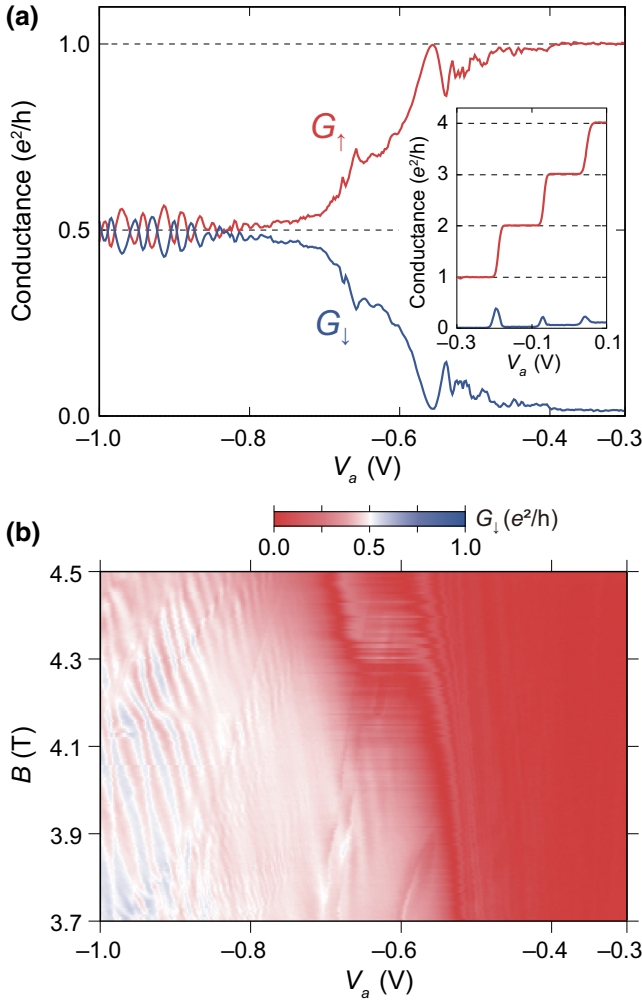 (a)
1.0
0.5
0.0
Conductance (e²/h)
G↑
G↓
−1.0 −0.8 −0.6 −0.4 −0.3
Vₐ (V)
4
3
2
1
0
Conductance (e²/h)
−0.3 −0.1 0.1
Vₐ (V)
(b)
G↓ (e²/h)
0.0 0.5 1.0
4.5
4.3
4.1
3.9
3.7
B (T)
−1.0 −0.8 −0.6 −0.4 −0.3
Vₐ (V)